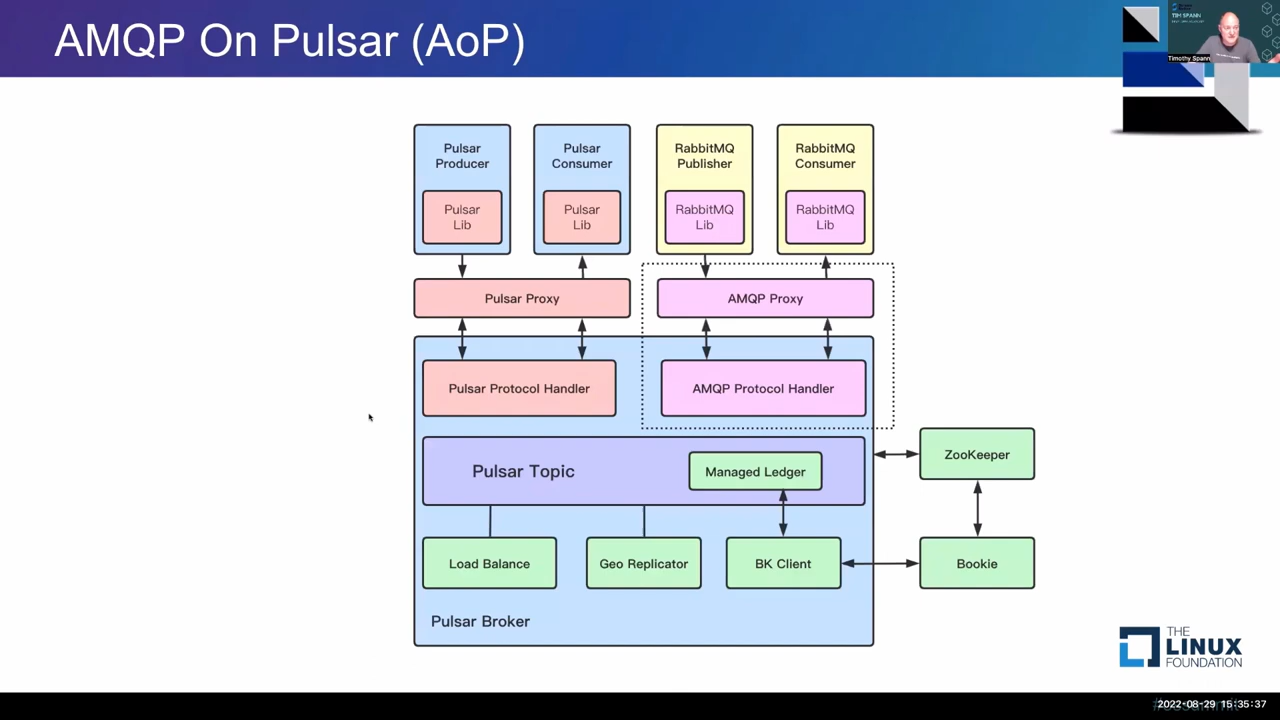 AMQP On Pulsar (AoP)
TIM SPANN
Timothy Spann
Pulsar
Producer
Pulsar
Lib
Pulsar
Consumer
Pulsar
Lib
RabbitMQ
Publisher
RabbitMQ
Lib
RabbitMQ
Consumer
RabbitMQ
Lib
Pulsar Proxy
AMQP Proxy
Pulsar Protocol Handler
AMQP Protocol Handler
Pulsar Topic
Managed Ledger
ZooKeeper
Load Balance
Geo Replicator
BK Client
Bookie
Pulsar Broker
THE
LINUX
FOUNDATION
2022-08-29 15:35:37